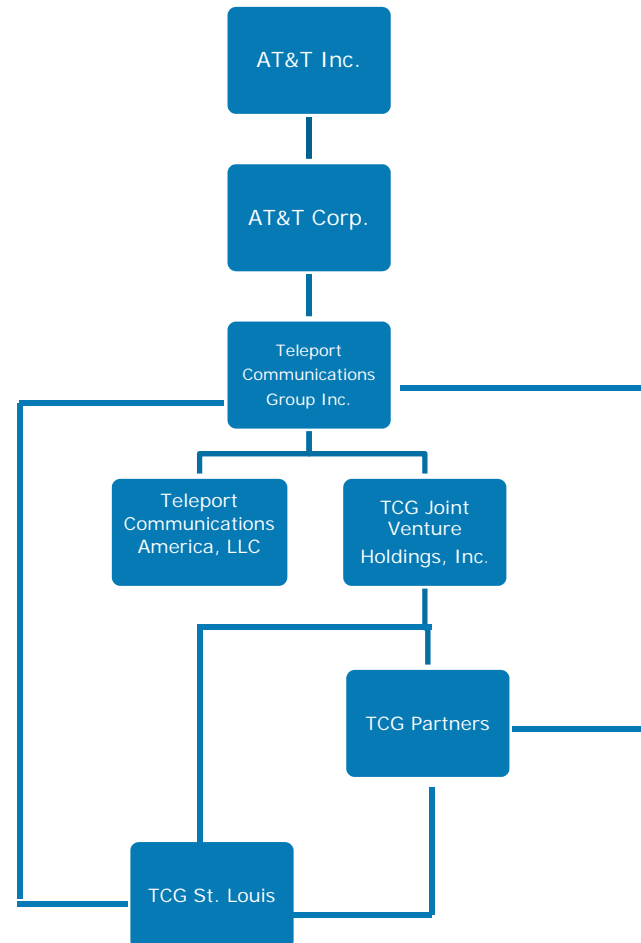 AT&T Inc.
AT&T Corp.
Teleport
Communications
Group Inc.
Teleport
Communications
America, LLC
TCG Joint
Venture
Holdings, Inc.
TCG Partners
TCG St. Louis